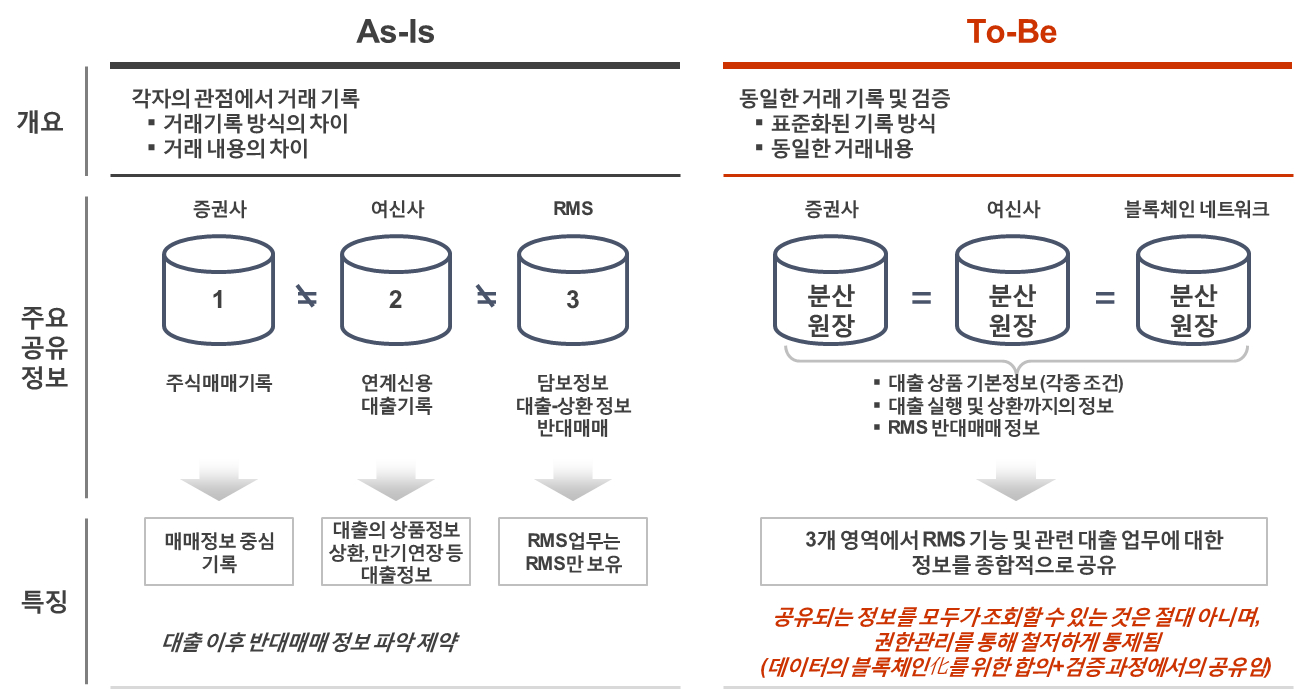 As-Is
To-Be
개요
각자의 관점에서 거래 기록
▪ 거래기록 방식의 차이
▪ 거래 내용의 차이
동일한 거래 기록 및 검증
▪ 표준화된 기록 방식
▪ 동일한 거래내용
주요
공유
정보
증권사
여신사
RMS
1
≠
2
≠
3
주식매매기록
연계신용
대출기록
담보정보
대출-상환 정보
반대매매
증권사
여신사
블록체인 네트워크
분산
원장
=
분산
원장
=
분산
원장
▪ 대출 상품 기본정보 (각종 조건)
▪ 대출 실행 및 상환까지의 정보
▪ RMS 반대매매 정보
특징
매매정보 중심
기록
대출의 상품정보
상환, 만기연장 등
대출정보
RMS업무는
RMS만 보유
대출 이후 반대매매 정보 파악 제약
3개 영역에서 RMS 기능 및 관련 대출 업무에 대한
정보를 종합적으로 공유
공유되는 정보를 모두가 조회할 수 있는 것은 절대 아니며,
권한관리를 통해 철저하게 통제됨
(데이터의 블록체인化를 위한 합의+검증 과정에서의 공유임)